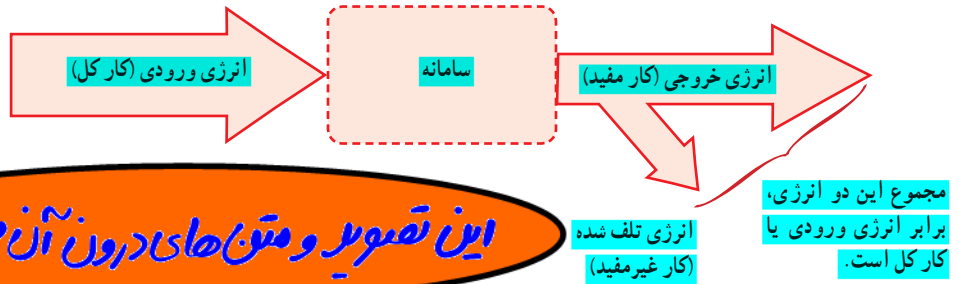 انرژی ورودی (کار کل)
سامانه
انرژی خروجی (کار مفید)
انرژی تلف شده
(کار غیرمفید)
مجموع این دو انرژی،
برابر انرژی ورودی یا
کار کل است.
این تصویر و متن های درون آن